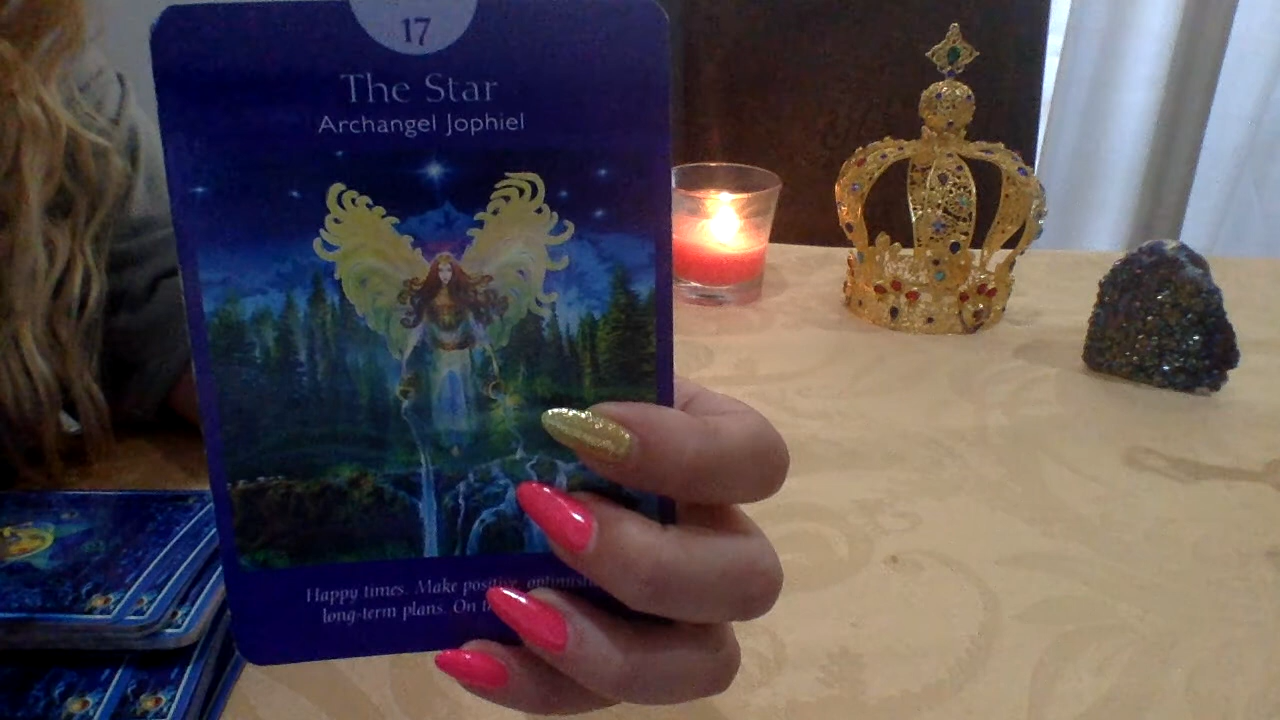 17
The Star
Archangel Jophiel
Happy times. Make positive, optimistic
long-term plans. On